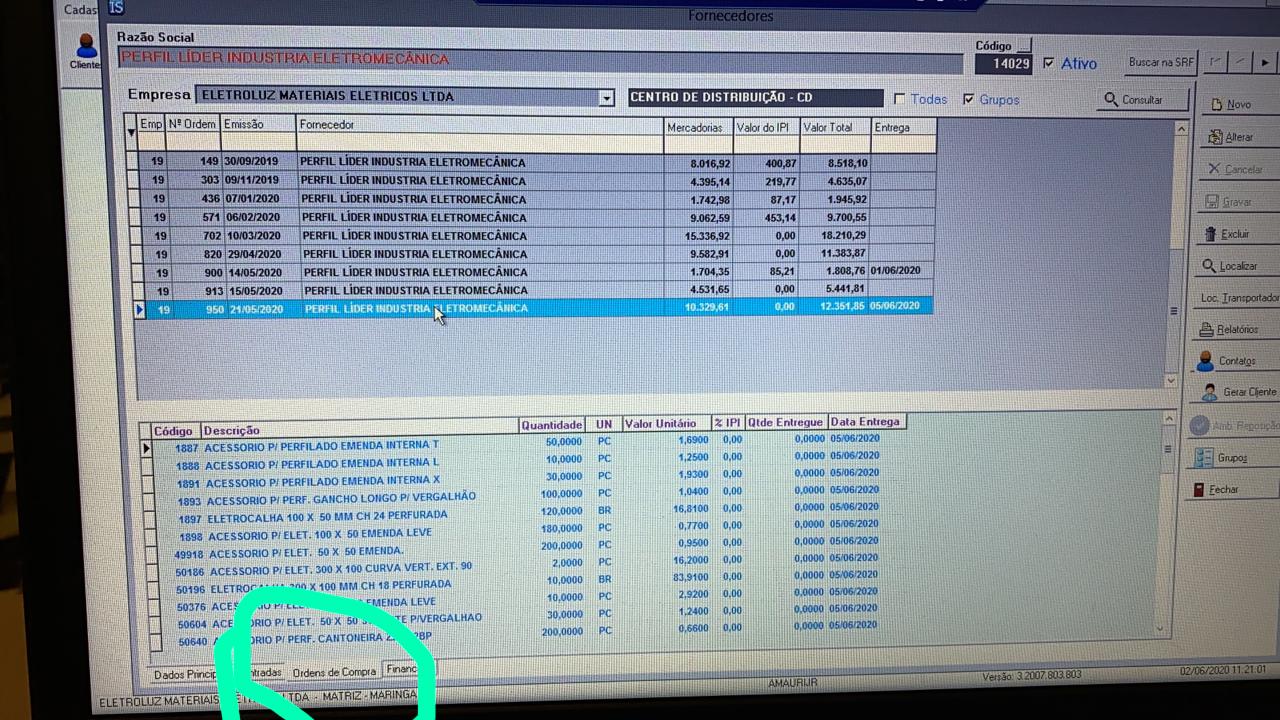 Cadas
IS
Fornecedores
Cliente
Razão Social
PERFIL LÍDER INDUSTRIA ELETROMECÂNICA
Código ...
14029
Ativo
Buscar na SRF
Empresa ELETROLUZ MATERIAIS ELETRICOS LTDA
CENTRO DE DISTRIBUIÇÃO - CD
Todas
Grupos
Consultar
Emp Nº Ordem Emissão Fornecedor Mercadorias Valor do IPI Valor Total Entrega
19 149 30/09/2019 PERFIL LÍDER INDUSTRIA ELETROMECÂNICA 8.016,92 400,87 8.518,10
19 303 09/11/2019 PERFIL LÍDER INDUSTRIA ELETROMECÂNICA 4.395,14 219,77 4.635,07
19 436 07/01/2020 PERFIL LÍDER INDUSTRIA ELETROMECÂNICA 1.742,98 87,17 1.945,92
19 571 06/02/2020 PERFIL LÍDER INDUSTRIA ELETROMECÂNICA 9.062,59 453,14 9.700,55
19 702 10/03/2020 PERFIL LÍDER INDUSTRIA ELETROMECÂNICA 15.336,92 0,00 18.210,29
19 820 29/04/2020 PERFIL LÍDER INDUSTRIA ELETROMECÂNICA 9.582,91 0,00 11.383,87
19 900 14/05/2020 PERFIL LÍDER INDUSTRIA ELETROMECÂNICA 1.704,35 85,21 1.808,76 01/06/2020
19 913 15/05/2020 PERFIL LÍDER INDUSTRIA ELETROMECÂNICA 4.531,65 0,00 5.441,81
19 950 21/05/2020 PERFIL LÍDER INDUSTRIA ELETROMECÂNICA 10.329,61 0,00 12.351,85 05/06/2020
Novo
Alterar
Cancelar
Gravar
Excluir
Localizar
Loc. Transportador
Relatórios
Contatos
Gerar Cliente
Amb. Reposição
Grupos
Fechar
Código Descrição Quantidade UN Valor Unitário % IPI Qtde Entregue Data Entrega
1887 ACESSORIO P/ PERFILADO EMENDA INTERNA T 50,0000 PC 1,6900 0,00 0,0000 05/06/2020
1888 ACESSORIO P/ PERFILADO EMENDA INTERNA L 10,0000 PC 1,2500 0,00 0,0000 05/06/2020
1891 ACESSORIO P/ PERFILADO EMENDA INTERNA X 30,0000 PC 1,9300 0,00 0,0000 05/06/2020
1893 ACESSORIO P/ PERF. GANCHO LONGO P/ VERGALHÃO 100,0000 PC 1,0400 0,00 0,0000 05/06/2020
1897 ELETROCALHA 100 X 50 MM CH 24 PERFURADA 120,0000 BR 16,8100 0,00 0,0000 05/06/2020
1898 ACESSORIO P/ ELET. 100 X 50 EMENDA LEVE 180,0000 PC 0,7700 0,00 0,0000 05/06/2020
49918 ACESSORIO P/ ELET. 50 X 50 EMENDA. 200,0000 PC 0,9500 0,00 0,0000 05/06/2020
50186 ACESSORIO P/ ELET. 300 X 100 CURVA VERT. EXT. 90 2,0000 PC 16,2000 0,00 0,0000 05/06/2020
50196 ELETROCALHA 300 X 100 MM CH 18 PERFURADA 10,0000 BR 83,9100 0,00 0,0000 05/06/2020
50376 ACESSORIO P/ ELET. EMENDA LEVE 10,0000 PC 2,9200 0,00 0,0000 05/06/2020
50604 ACESSORIO P/ ELET. 50 X 50 P/VERGALHAO 30,0000 PC 1,2400 0,00 0,0000 05/06/2020
50640 ACESSORIO P/ PERF. CANTONEIRA 200,0000 PC 0,6600 0,00 0,0000 05/06/2020
Dados Princip Entradas Ordens de Compra Financ
Versão: 3.2007.803.803
02/06/2020 11:21:01
ELETROLUZ MATERIAIS LTDA - MATRIZ - MARINGA
AMAURIJR